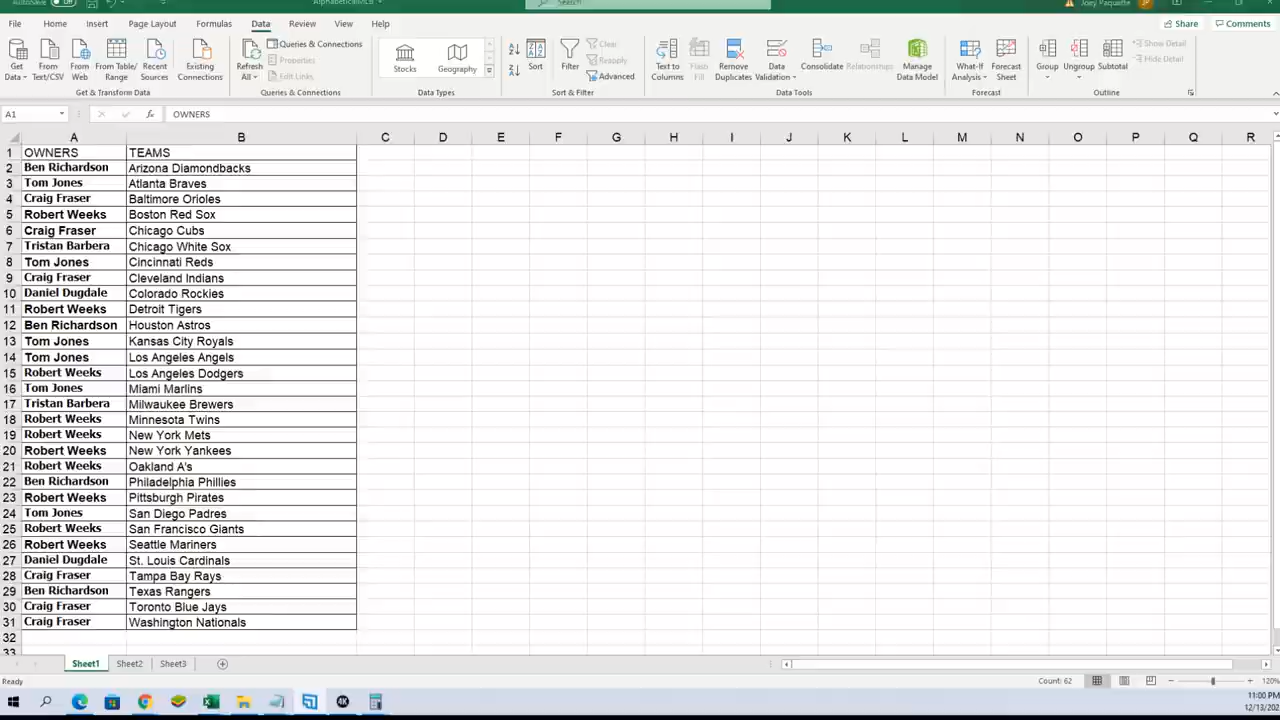 AutoSave Off
AlphabeticalMLB
Search
Joey Paquette
JP
File Home Insert Page Layout Formulas Data Review View Help Share Comments
Get Data From Text/CSV From Web From Table/Range Recent Sources Existing Connections
Get & Transform Data
Refresh All Queries & Connections Properties Edit Links
Queries & Connections
Stocks Geography
Data Types
Sort Filter Clear Reapply Advanced
Sort & Filter
Text to Columns Flash Fill Remove Duplicates Data Validation Consolidate Relationships Manage Data Model
Data Tools
What-If Analysis Forecast Sheet
Forecast
Group Ungroup Subtotal Show Detail Hide Detail
Outline
A1 fx OWNERS
A B C D E F G H I J K L M N O P Q R
1 OWNERS TEAMS
2 Ben Richardson Arizona Diamondbacks
3 Tom Jones Atlanta Braves
4 Craig Fraser Baltimore Orioles
5 Robert Weeks Boston Red Sox
6 Craig Fraser Chicago Cubs
7 Tristan Barbera Chicago White Sox
8 Tom Jones Cincinnati Reds
9 Craig Fraser Cleveland Indians
10 Daniel Dugdale Colorado Rockies
11 Robert Weeks Detroit Tigers
12 Ben Richardson Houston Astros
13 Tom Jones Kansas City Royals
14 Tom Jones Los Angeles Angels
15 Robert Weeks Los Angeles Dodgers
16 Tom Jones Miami Marlins
17 Tristan Barbera Milwaukee Brewers
18 Robert Weeks Minnesota Twins
19 Robert Weeks New York Mets
20 Robert Weeks New York Yankees
21 Robert Weeks Oakland A's
22 Ben Richardson Philadelphia Phillies
23 Robert Weeks Pittsburgh Pirates
24 Tom Jones San Diego Padres
25 Robert Weeks San Francisco Giants
26 Robert Weeks Seattle Mariners
27 Daniel Dugdale St. Louis Cardinals
28 Craig Fraser Tampa Bay Rays
29 Ben Richardson Texas Rangers
30 Craig Fraser Toronto Blue Jays
31 Craig Fraser Washington Nationals
32
33
Sheet1 Sheet2 Sheet3
Ready Count: 62 120%
4K
11:00 PM